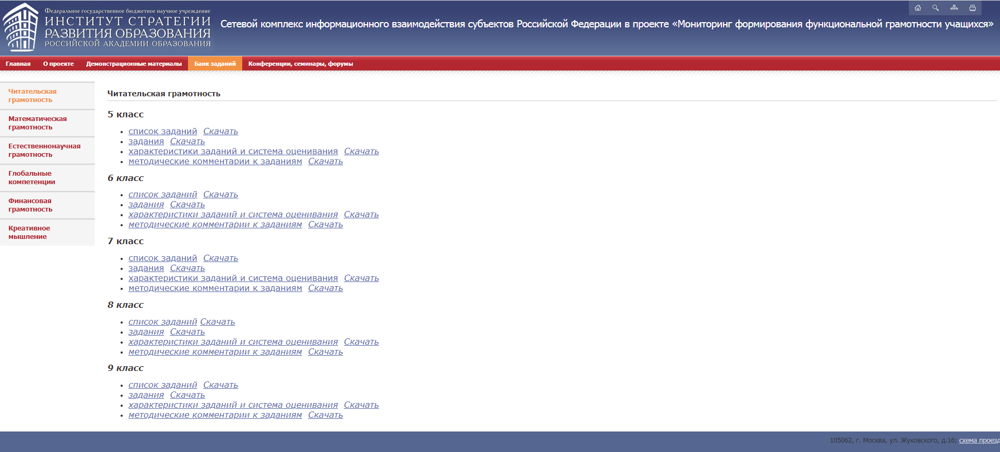 Федеральное государственное бюджетное научное учреждение
ИНСТИТУТ СТРАТЕГИИ
РАЗВИТИЯ ОБРАЗОВАНИЯ
РОССИЙСКОЙ АКАДЕМИИ ОБРАЗОВАНИЯ
Сетевой комплекс информационного взаимодействия субъектов Российской Федерации в проекте «Мониторинг формирования функциональной грамотности учащихся»
Главная О проекте Демонстрационные материалы Банк заданий Конференции, семинары, форумы
Читательская
грамотность
Математическая
грамотность
Естественнонаучная
грамотность
Глобальные
компетенции
Финансовая
грамотность
Креативное
мышление
Читательская грамотность
5 класс
список заданий Скачать
задания Скачать
характеристики заданий и система оценивания Скачать
методические комментарии к заданиям Скачать
6 класс
список заданий Скачать
задания Скачать
характеристики заданий и система оценивания Скачать
методические комментарии к заданиям Скачать
7 класс
список заданий Скачать
задания Скачать
характеристики заданий и система оценивания Скачать
методические комментарии к заданиям Скачать
8 класс
список заданий Скачать
задания Скачать
характеристики заданий и система оценивания Скачать
методические комментарии к заданиям Скачать
9 класс
список заданий Скачать
задания Скачать
характеристики заданий и система оценивания Скачать
методические комментарии к заданиям Скачать
105062, г. Москва, ул. Жуковского, д.16; схема проезд